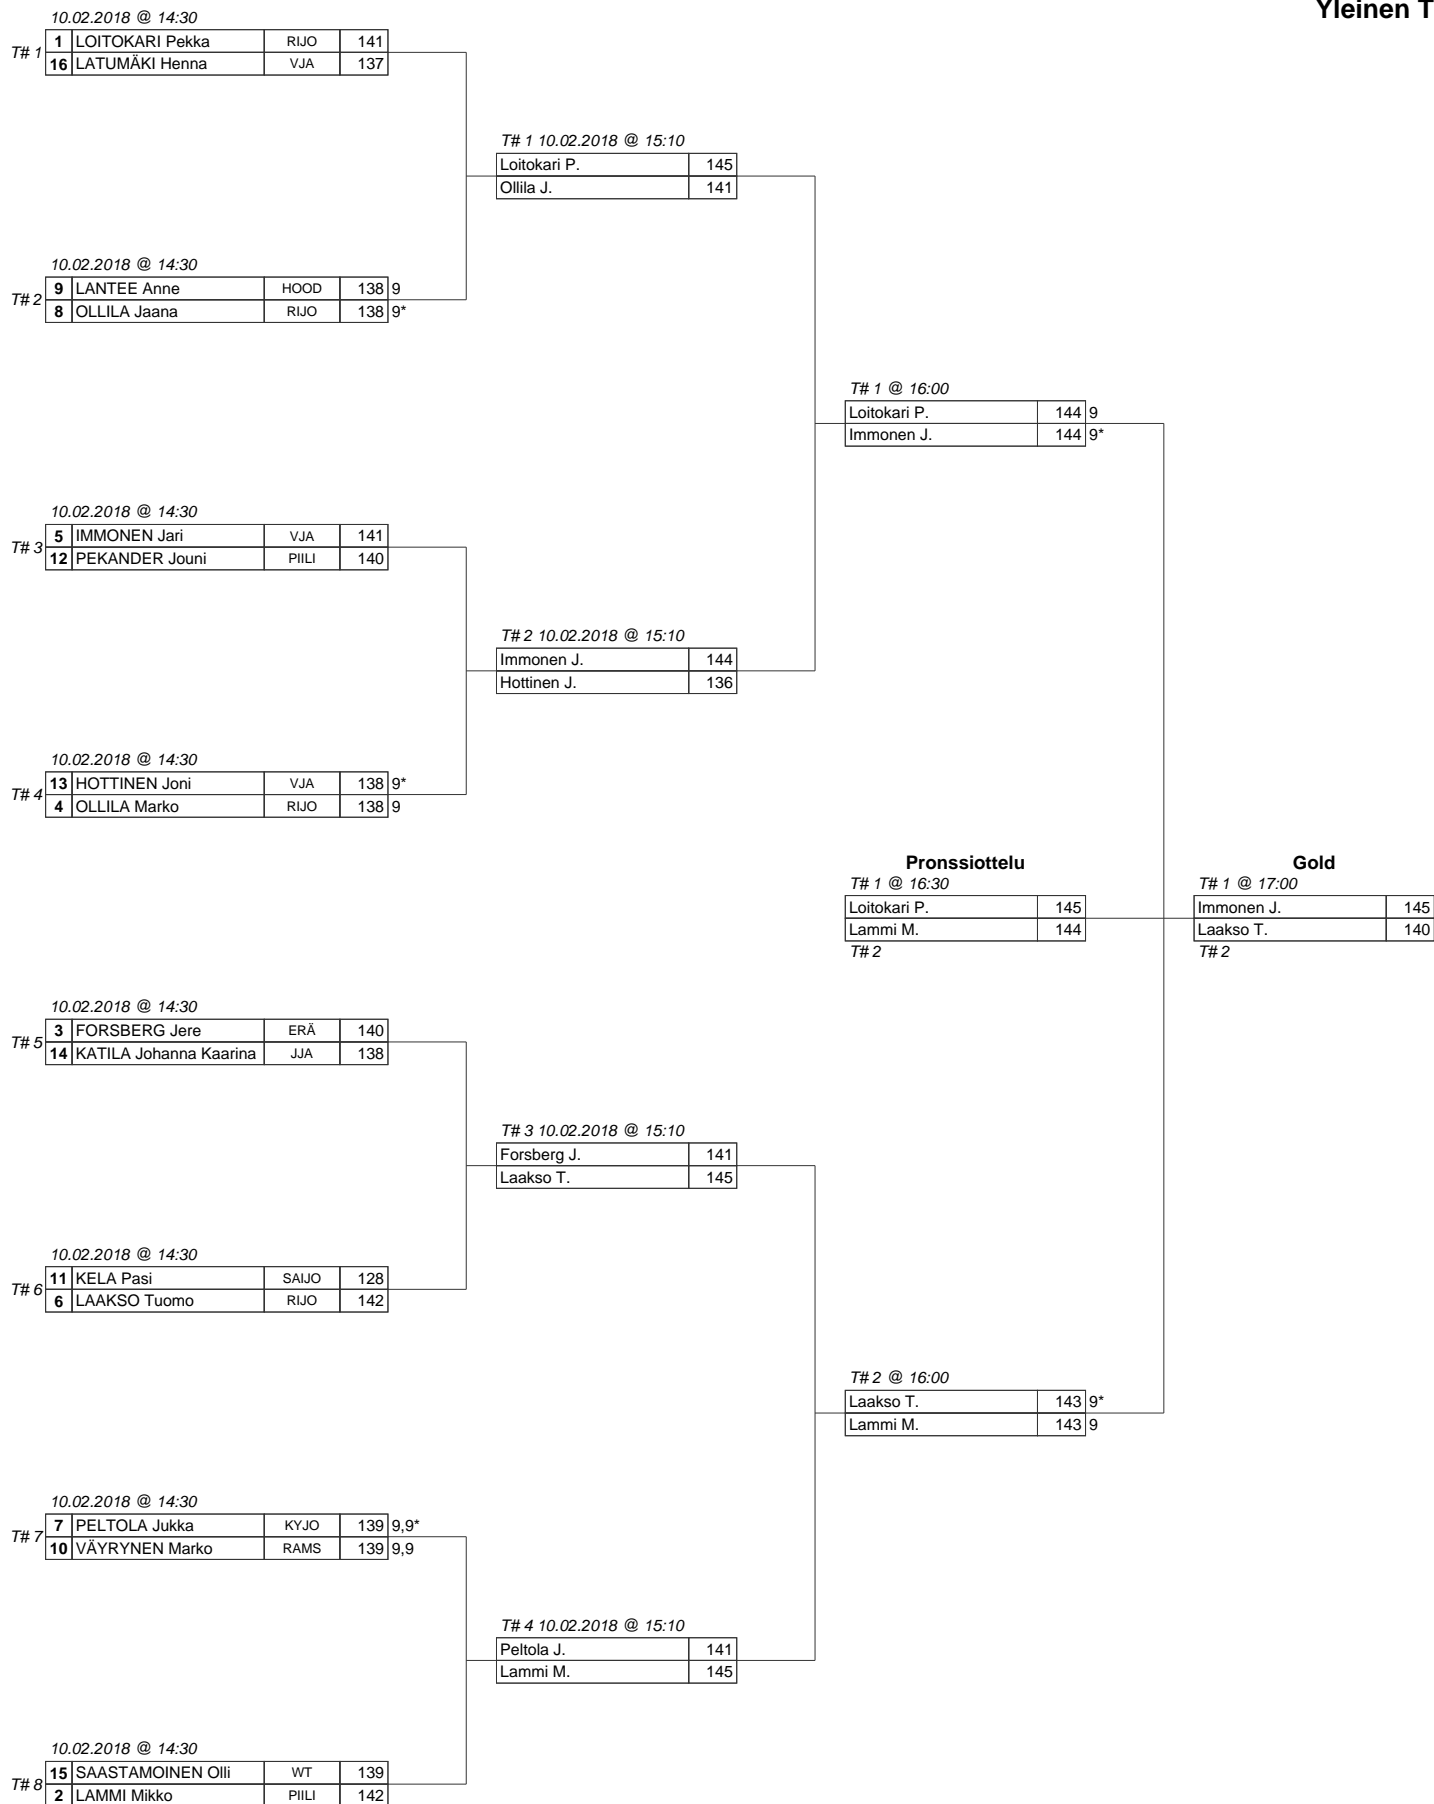 Yleinen T
10.02.2018 @ 14:30
T# 1
1 LOITOKARI Pekka RIJO 141
16 LATUMÄKI Henna VJA 137
T# 1 10.02.2018 @ 15:10
Loitokari P. 145
Ollila J. 141
10.02.2018 @ 14:30
T# 2
9 LANTEE Anne HOOD 138 9
8 OLLILA Jaana RIJO 138 9*
T# 1 @ 16:00
Loitokari P. 144 9
Immonen J. 144 9*
10.02.2018 @ 14:30
T# 3
5 IMMONEN Jari VJA 141
12 PEKANDER Jouni PIILI 140
T# 2 10.02.2018 @ 15:10
Immonen J. 144
Hottinen J. 136
10.02.2018 @ 14:30
T# 4
13 HOTTINEN Joni VJA 138 9*
4 OLLILA Marko RIJO 138 9
Pronssiottelu
T# 1 @ 16:30
Loitokari P. 145
Lammi M. 144
T# 2
Gold
T# 1 @ 17:00
Immonen J. 145
Laakso T. 140
T# 2
10.02.2018 @ 14:30
T# 5
3 FORSBERG Jere ERÄ 140
14 KATILA Johanna Kaarina JJA 138
T# 3 10.02.2018 @ 15:10
Forsberg J. 141
Laakso T. 145
10.02.2018 @ 14:30
T# 6
11 KELA Pasi SAIJO 128
6 LAAKSO Tuomo RIJO 142
T# 2 @ 16:00
Laakso T. 143 9*
Lammi M. 143 9
10.02.2018 @ 14:30
T# 7
7 PELTOLA Jukka KYJO 139 9,9*
10 VÄYRYNEN Marko RAMS 139 9,9
T# 4 10.02.2018 @ 15:10
Peltola J. 141
Lammi M. 145
10.02.2018 @ 14:30
T# 8
15 SAASTAMOINEN Olli WT 139
2 LAMMI Mikko PIILI 142